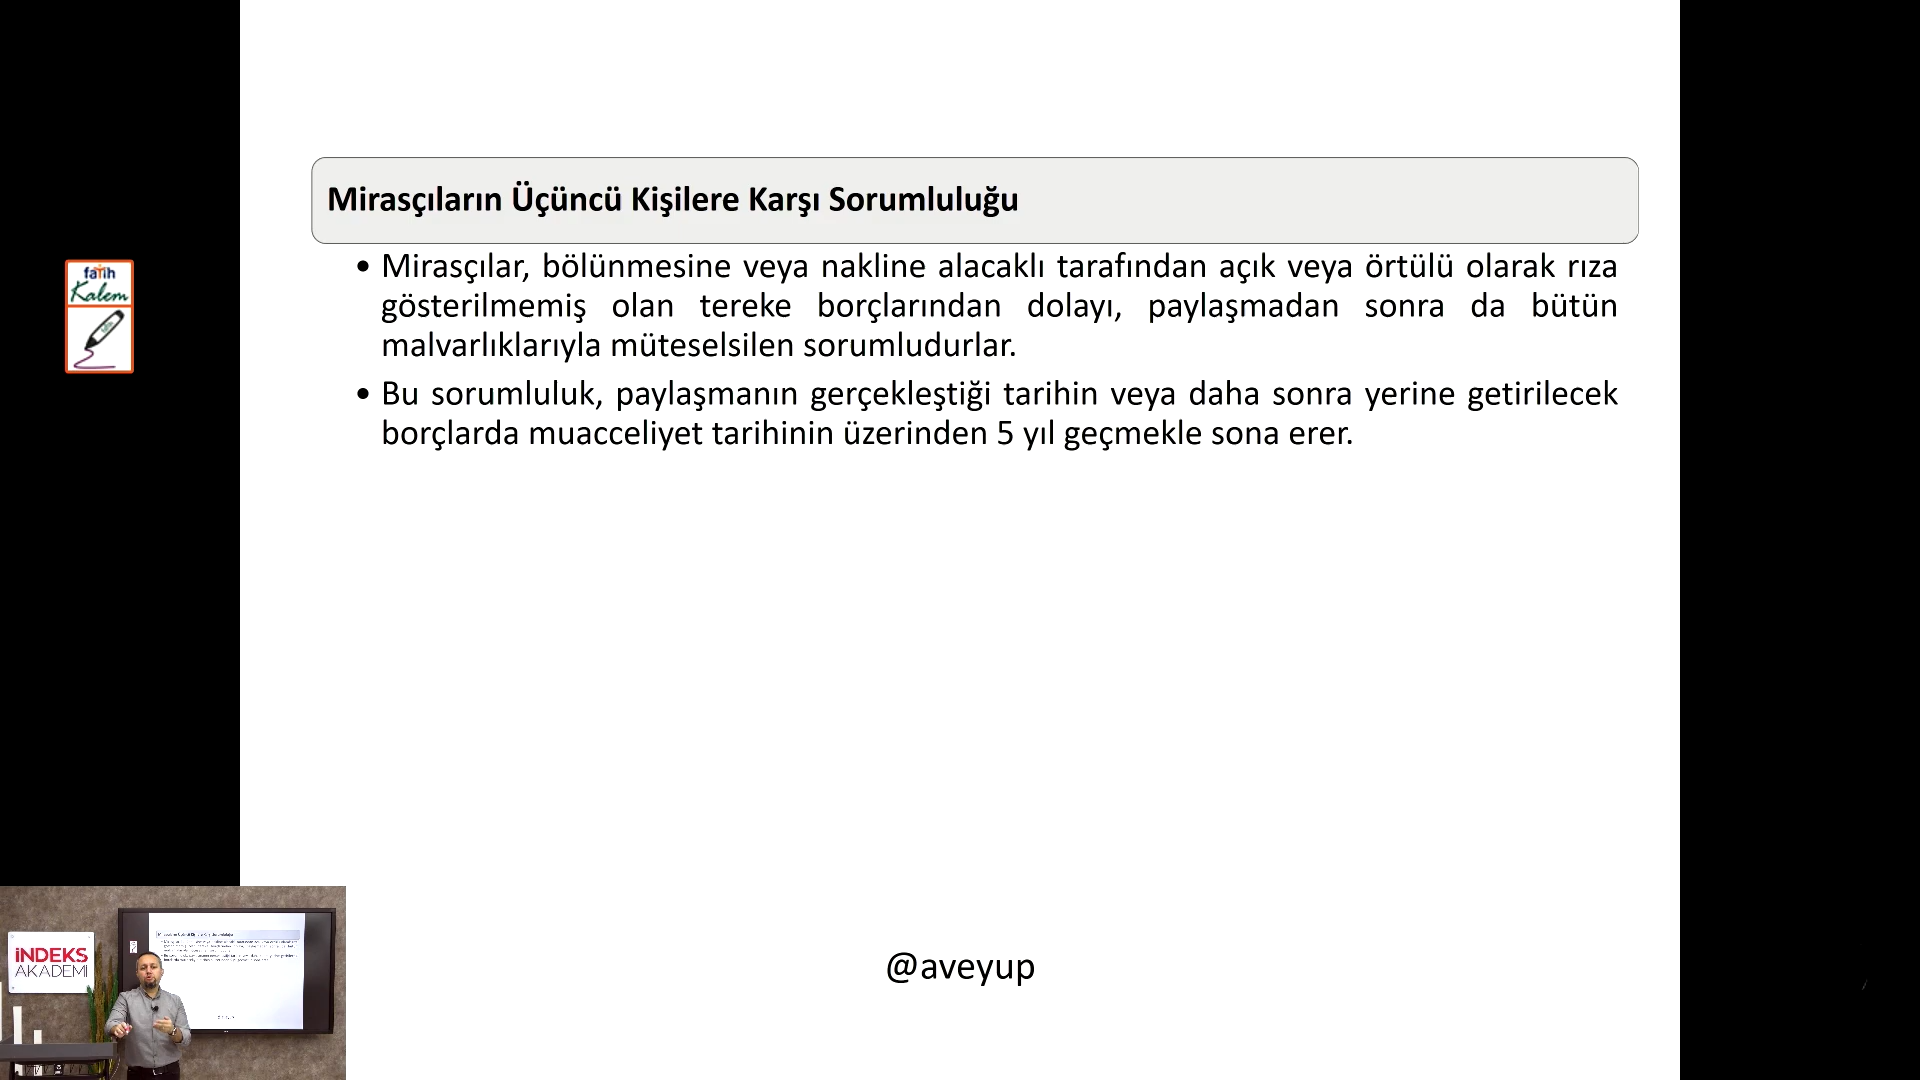 Mirasçıların Üçüncü Kişilere Karşı Sorumluluğu
• Mirasçılar, bölünmesine veya nakline alacaklı tarafından açık veya örtülü olarak rıza
gösterilmemiş olan tereke borçlarından dolayı, paylaşmadan sonra da bütün
malvarlıklarıyla müteselsilen sorumludurlar.
• Bu sorumluluk, paylaşmanın gerçekleştiği tarihin veya daha sonra yerine getirilecek
borçlarda muacceliyet tarihinin üzerinden 5 yıl geçmekle sona erer.
fatih
Kalem
İNDEKS
AKADEMİ
@aveyup